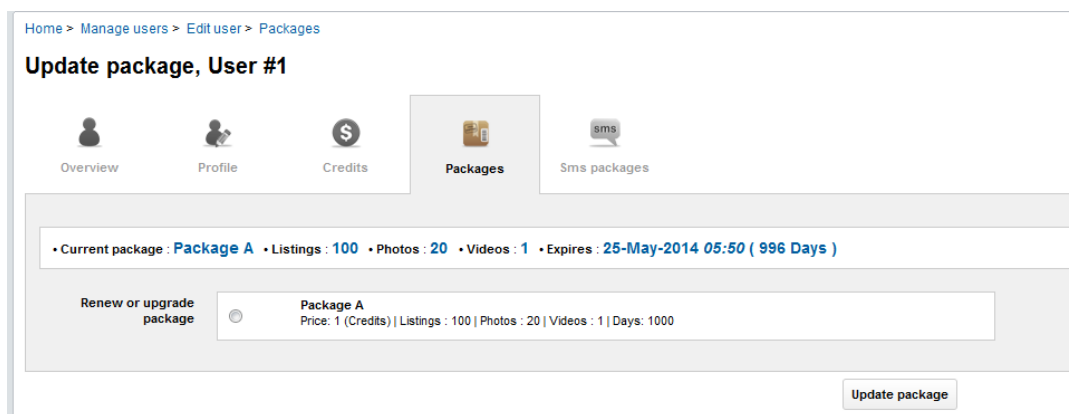 Home > Manage users > Edit user > Packages
Update package, User #1
sms
Overview Profile Credits Packages Sms packages
• Current package : Package A • Listings : 100 • Photos : 20 • Videos : 1 • Expires : 25-May-2014 05:50 ( 996 Days )
Renew or upgrade
package
Package A
Price: 1 (Credits) | Listings : 100 | Photos : 20 | Videos : 1 | Days: 1000
Update package